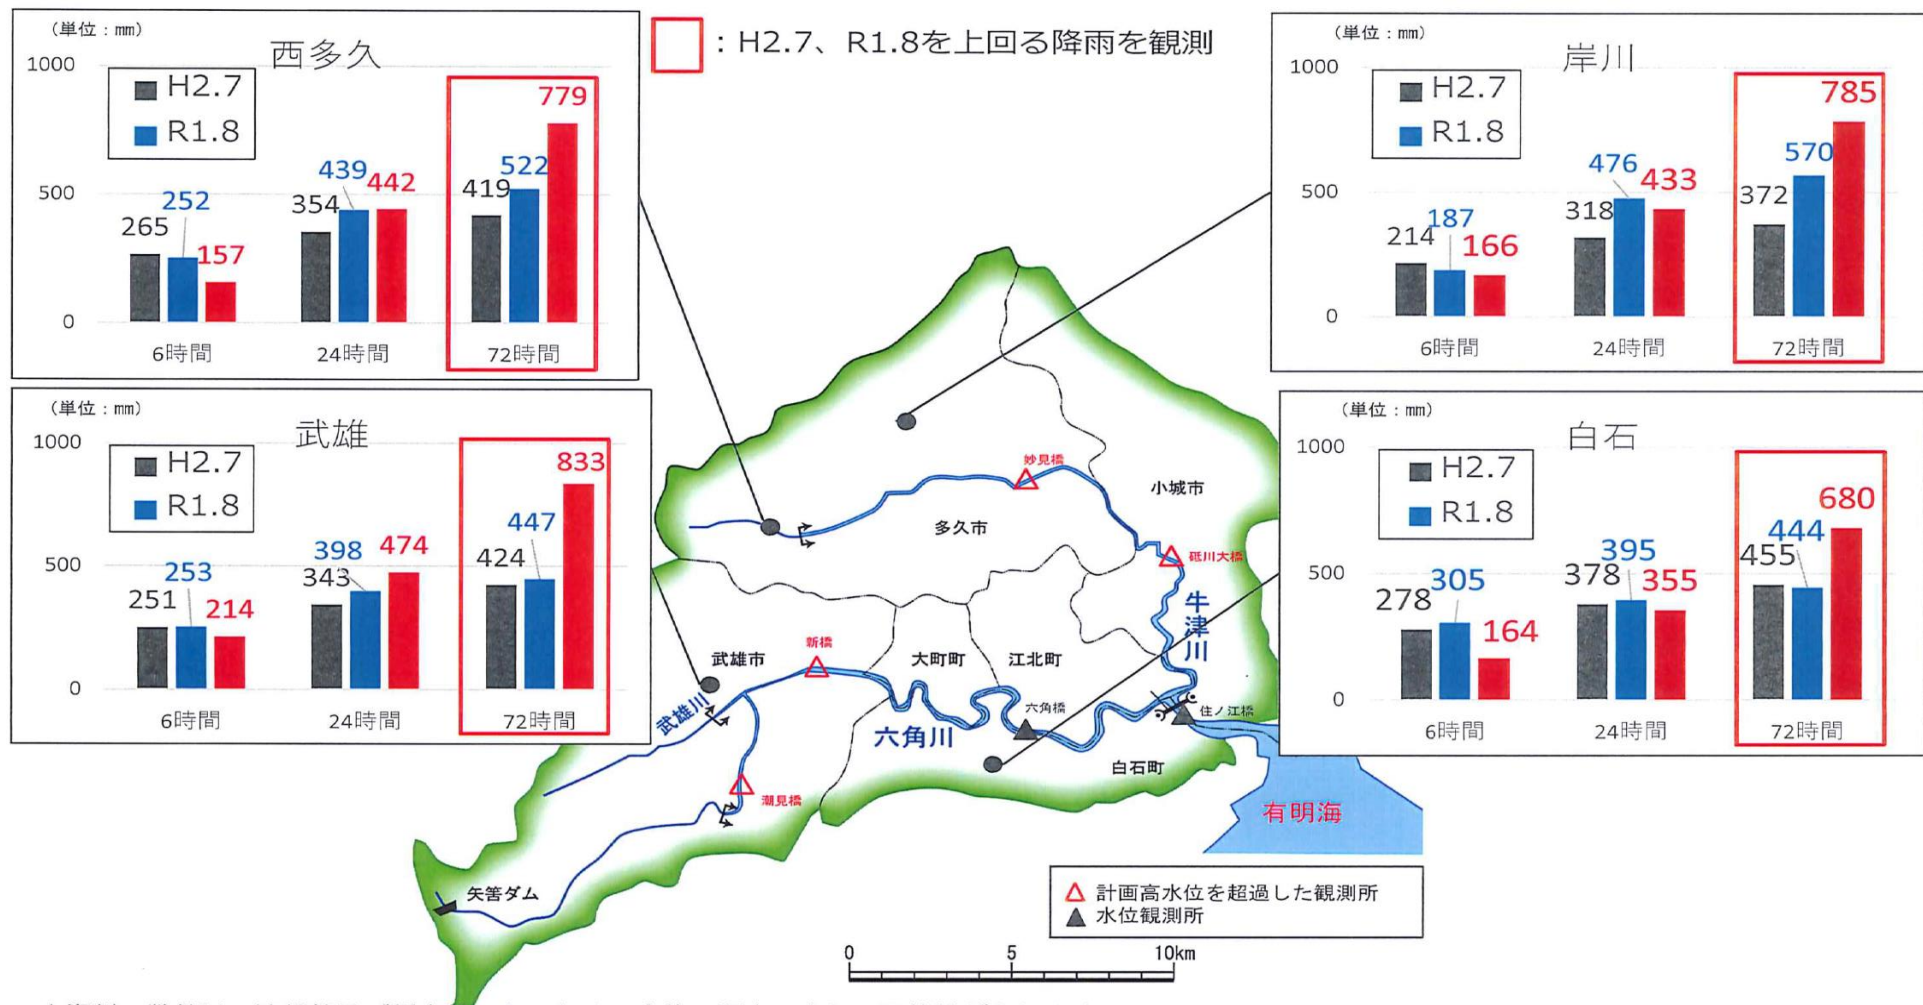 : H2.7、R1.8を上回る降雨を観測
(単位：㎜)
西多久
H2.7
R1.8
1000
500
0
265
252
157
354
439
442
419
522
779
6時間
24時間
72時間
(単位：㎜)
岸川
H2.7
R1.8
1000
500
0
214
187
166
318
476
433
372
570
785
6時間
24時間
72時間
(単位：㎜)
武雄
H2.7
R1.8
1000
500
0
251
253
214
343
398
474
424
447
833
6時間
24時間
72時間
(単位：㎜)
白石
H2.7
R1.8
1000
500
0
278
305
164
378
395
355
455
444
680
6時間
24時間
72時間
妙見橋
小城市
多久市
砥川大橋
牛津川
新橋
武雄市
大町町
江北町
武雄川
六角川
六角橋
住ノ江橋
白石町
潮見橋
有明海
矢筈ダム
計画高水位を超過した観測所
水位観測所
0
5
10km